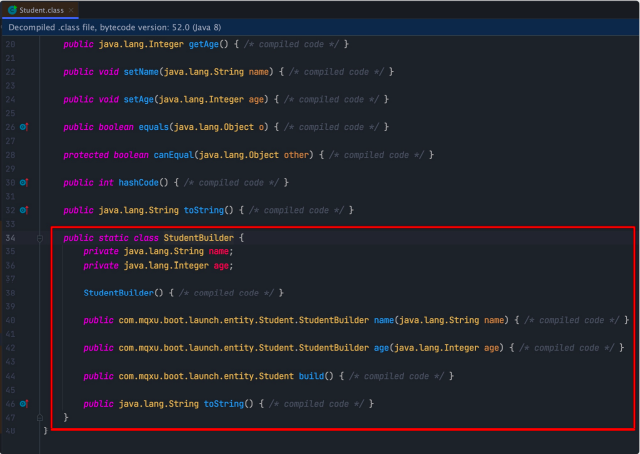 Student.class
Decompiled .class file, bytecode version: 52.0 (Java 8)
20 public java.lang.Integer getAge() { /* compiled code */ }
21
22 public void setName(java.lang.String name) { /* compiled code */ }
23
24 public void setAge(java.lang.Integer age) { /* compiled code */ }
25
26 public boolean equals(java.lang.Object o) { /* compiled code */ }
27
28 protected boolean canEqual(java.lang.Object other) { /* compiled code */ }
29
30 public int hashCode() { /* compiled code */ }
31
32 public java.lang.String toString() { /* compiled code */ }
33
34 public static class StudentBuilder {
35 private java.lang.String name;
36 private java.lang.Integer age;
37
38 StudentBuilder() { /* compiled code */ }
39
40 public com.mqxu.boot.launch.entity.Student.StudentBuilder name(java.lang.String name) { /* compiled code */ }
41
42 public com.mqxu.boot.launch.entity.Student.StudentBuilder age(java.lang.Integer age) { /* compiled code */ }
43
44 public com.mqxu.boot.launch.entity.Student build() { /* compiled code */ }
45
46 public java.lang.String toString() { /* compiled code */ }
47 }
48 }